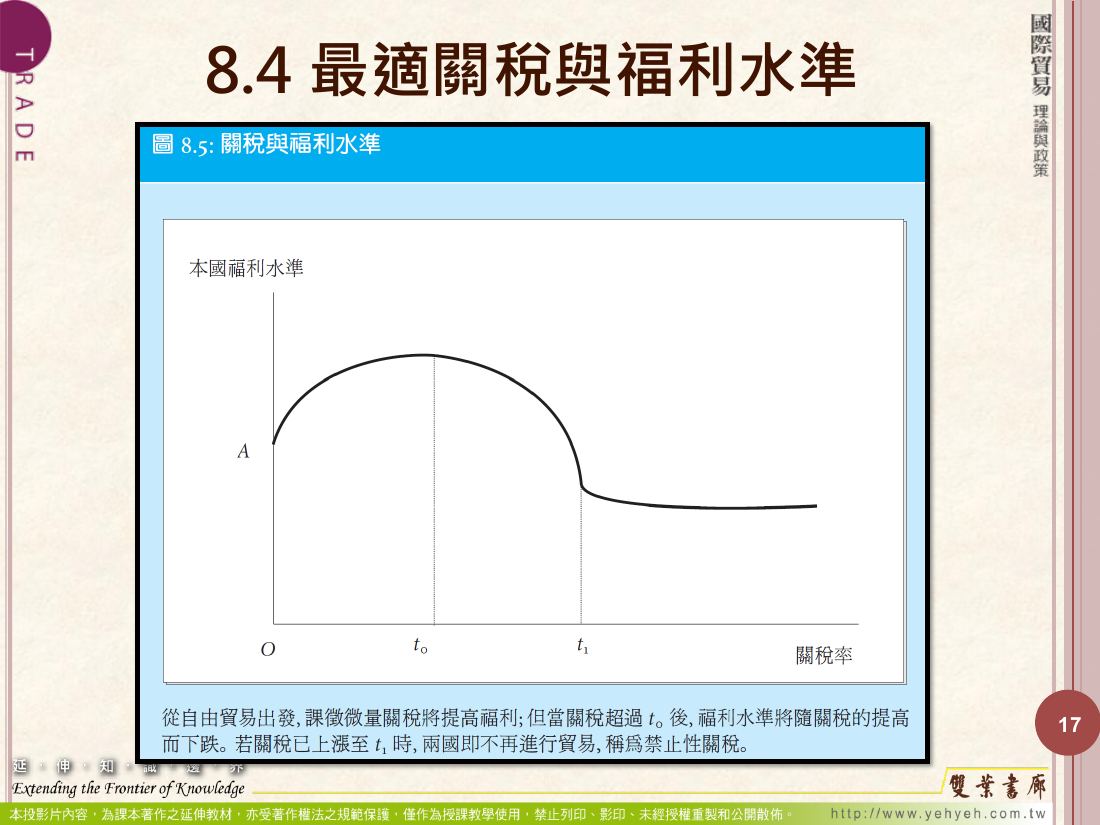 TRADE
國際貿易 理論與政策
8.4 最適關稅與福利水準
圖 8.5: 關稅與福利水準
本國福利水準
A
O
t₀
t₁
關稅率
從自由貿易出發, 課徵微量關稅將提高福利; 但當關稅超過 t₀ 後, 福利水準將隨關稅的提高
而下跌。若關稅已上漲至 t₁ 時, 兩國即不再進行貿易, 稱爲禁止性關稅。
17
延‧伸‧知‧識‧邊‧界
Extending the Frontier of Knowledge
雙葉書廊
本投影片內容，為課本著作之延伸教材，亦受著作權法之規範保護，僅作為授課教學使用，禁止列印、影印、未經授權重製和公開散佈。
http://www.yehyeh.com.tw